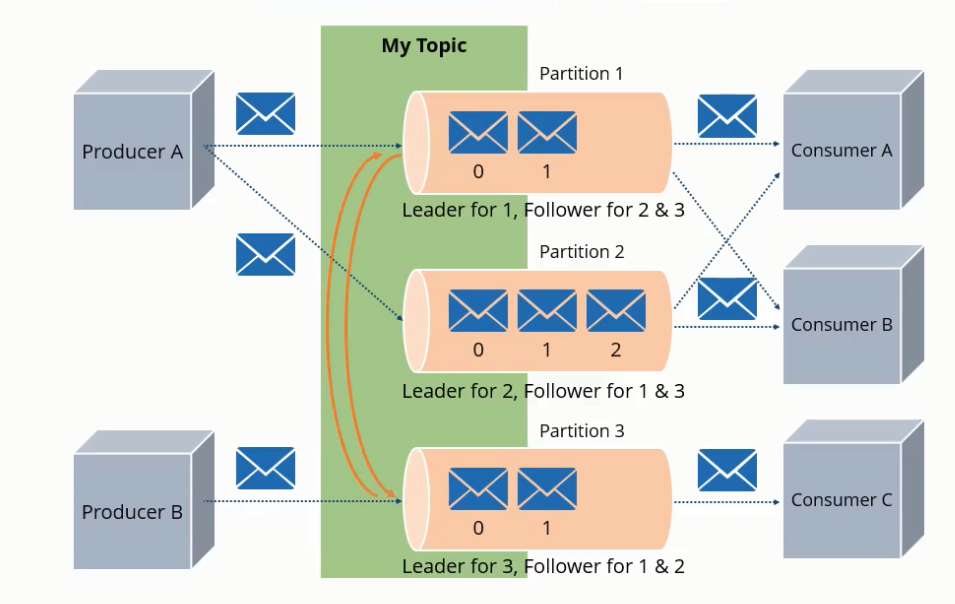 My Topic
Partition 1
Producer A
0 1
Consumer A
Leader for 1, Follower for 2 & 3
Partition 2
0 1 2
Consumer B
Leader for 2, Follower for 1 & 3
Partition 3
Producer B
0 1
Consumer C
Leader for 3, Follower for 1 & 2